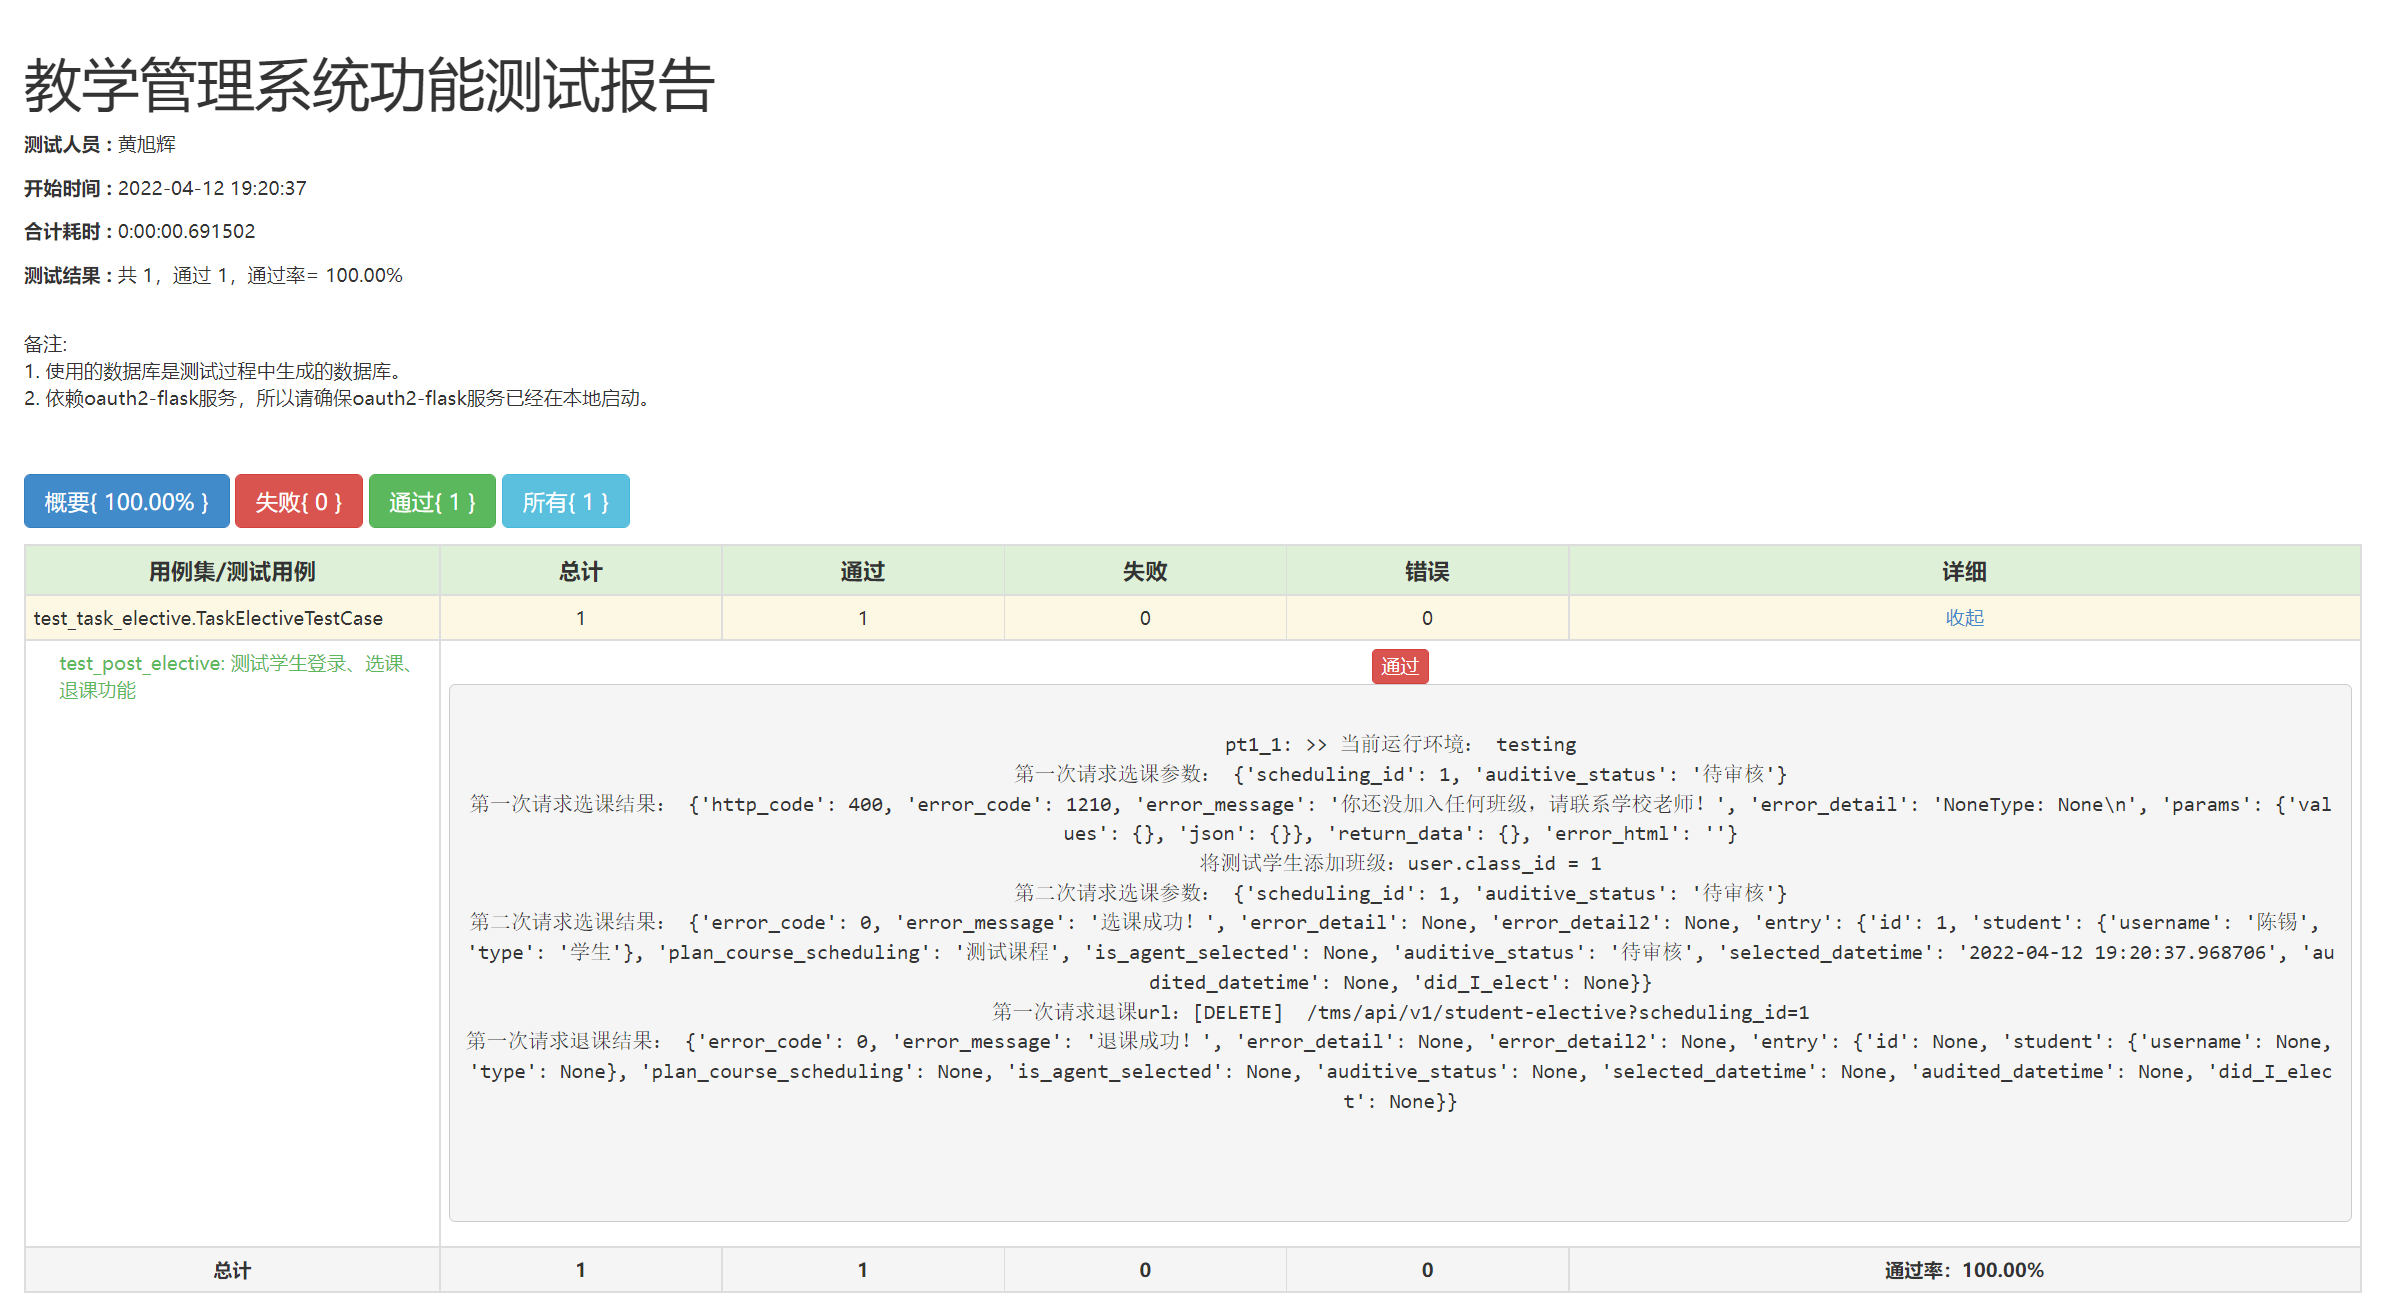 教学管理系统功能测试报告
测试人员 : 黄旭辉
开始时间 : 2022-04-12 19:20:37
合计耗时 : 0:00:00.691502
测试结果 : 共 1，通过 1，通过率= 100.00%
备注:
1. 使用的数据库是测试过程中生成的数据库。
2. 依赖oauth2-flask服务，所以请确保oauth2-flask服务已经在本地启动。
概要{ 100.00% } 失败{ 0 } 通过{ 1 } 所有{ 1 }
用例集/测试用例 总计 通过 失败 错误 详细
test_task_elective.TaskElectiveTestCase 1 1 0 0 收起
test_post_elective: 测试学生登录、选课、
退课功能
通过
pt1_1: >> 当前运行环境： testing
第一次请求选课参数： {'scheduling_id': 1, 'auditive_status': '待审核'}
第一次请求选课结果： {'http_code': 400, 'error_code': 1210, 'error_message': '你还没加入任何班级，请联系学校老师！', 'error_detail': 'NoneType: None\n', 'params': {'val
ues': {}, 'json': {}}, 'return_data': {}, 'error_html': ''}
将测试学生添加班级：user.class_id = 1
第二次请求选课参数： {'scheduling_id': 1, 'auditive_status': '待审核'}
第二次请求选课结果： {'error_code': 0, 'error_message': '选课成功！', 'error_detail': None, 'error_detail2': None, 'entry': {'id': 1, 'student': {'username': '陈锡',
'type': '学生'}, 'plan_course_scheduling': '测试课程', 'is_agent_selected': None, 'auditive_status': '待审核', 'selected_datetime': '2022-04-12 19:20:37.968706', 'au
dited_datetime': None, 'did_I_elect': None}}
第一次请求退课url：[DELETE]  /tms/api/v1/student-elective?scheduling_id=1
第一次请求退课结果： {'error_code': 0, 'error_message': '退课成功！', 'error_detail': None, 'error_detail2': None, 'entry': {'id': None, 'student': {'username': None,
'type': None}, 'plan_course_scheduling': None, 'is_agent_selected': None, 'auditive_status': None, 'selected_datetime': None, 'audited_datetime': None, 'did_I_elec
t': None}}
总计 1 1 0 0 通过率：100.00%